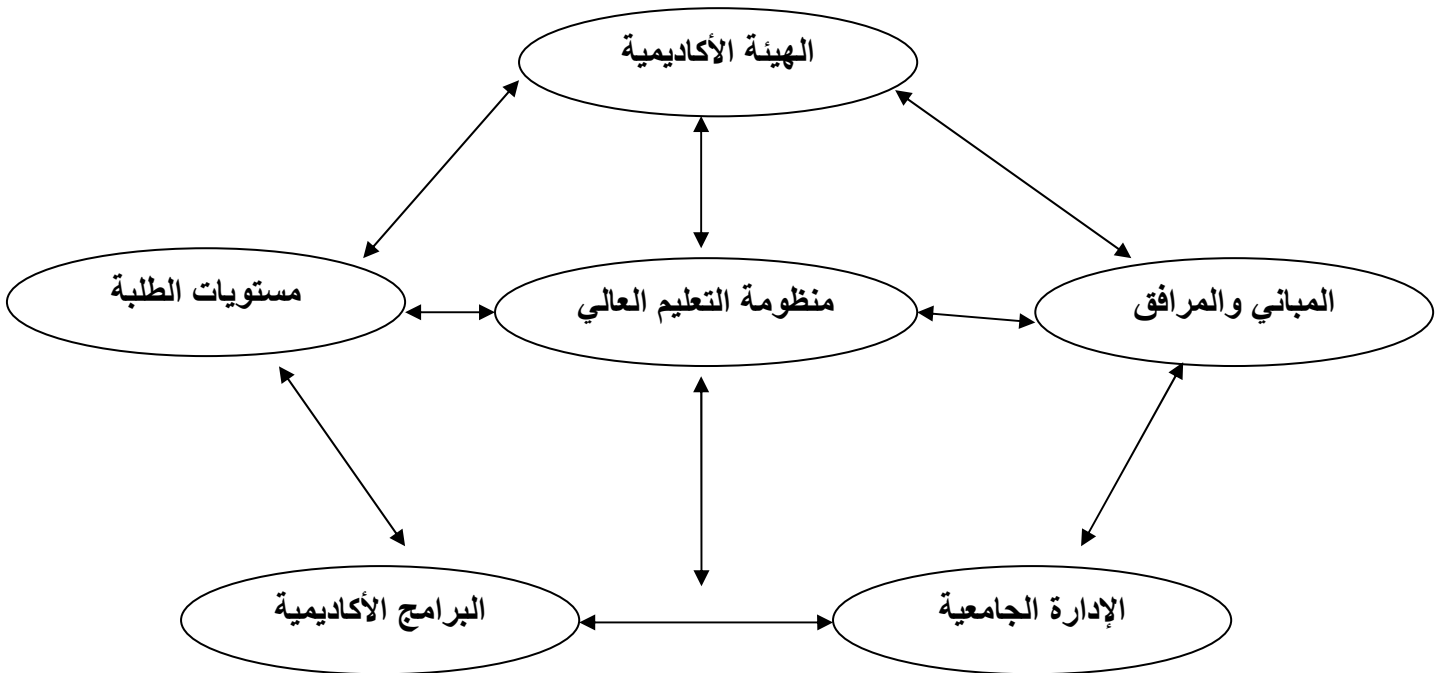 الهيئة الأكاديمية
المباني والمرافق
منظومة التعليم العالي
مستويات الطلبة
الإدارة الجامعية
البرامج الأكاديمية